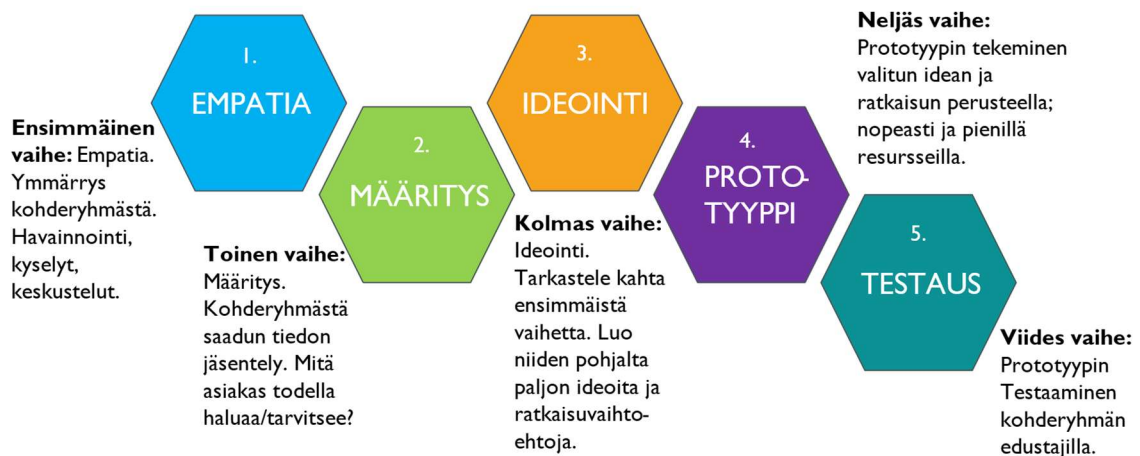 1.
EMPATIA
Ensimmäinen
vaihe: Empatia.
Ymmärrys
kohderyhmästä.
Havainnointi,
kyselyt,
keskustelut.
2.
MÄÄRITYS
Toinen vaihe:
Määritys.
Kohderyhmästä
saadun tiedon
jäsentely. Mitä
asiakas todella
haluaa/tarvitsee?
3.
IDEOINTI
Kolmas vaihe:
Ideointi.
Tarkastele kahta
ensimmäistä
vaihetta. Luo
niiden pohjalta
paljon ideoita ja
ratkaisuvaihto-
ehtoja.
4.
PROTO-
TYYPPI
Neljäs vaihe:
Prototyypin tekeminen
valitun idean ja
ratkaisun perusteella;
nopeasti ja pienillä
resursseilla.
5.
TESTAUS
Viides vaihe:
Prototyypin
Testaaminen
kohderyhmän
edustajilla.